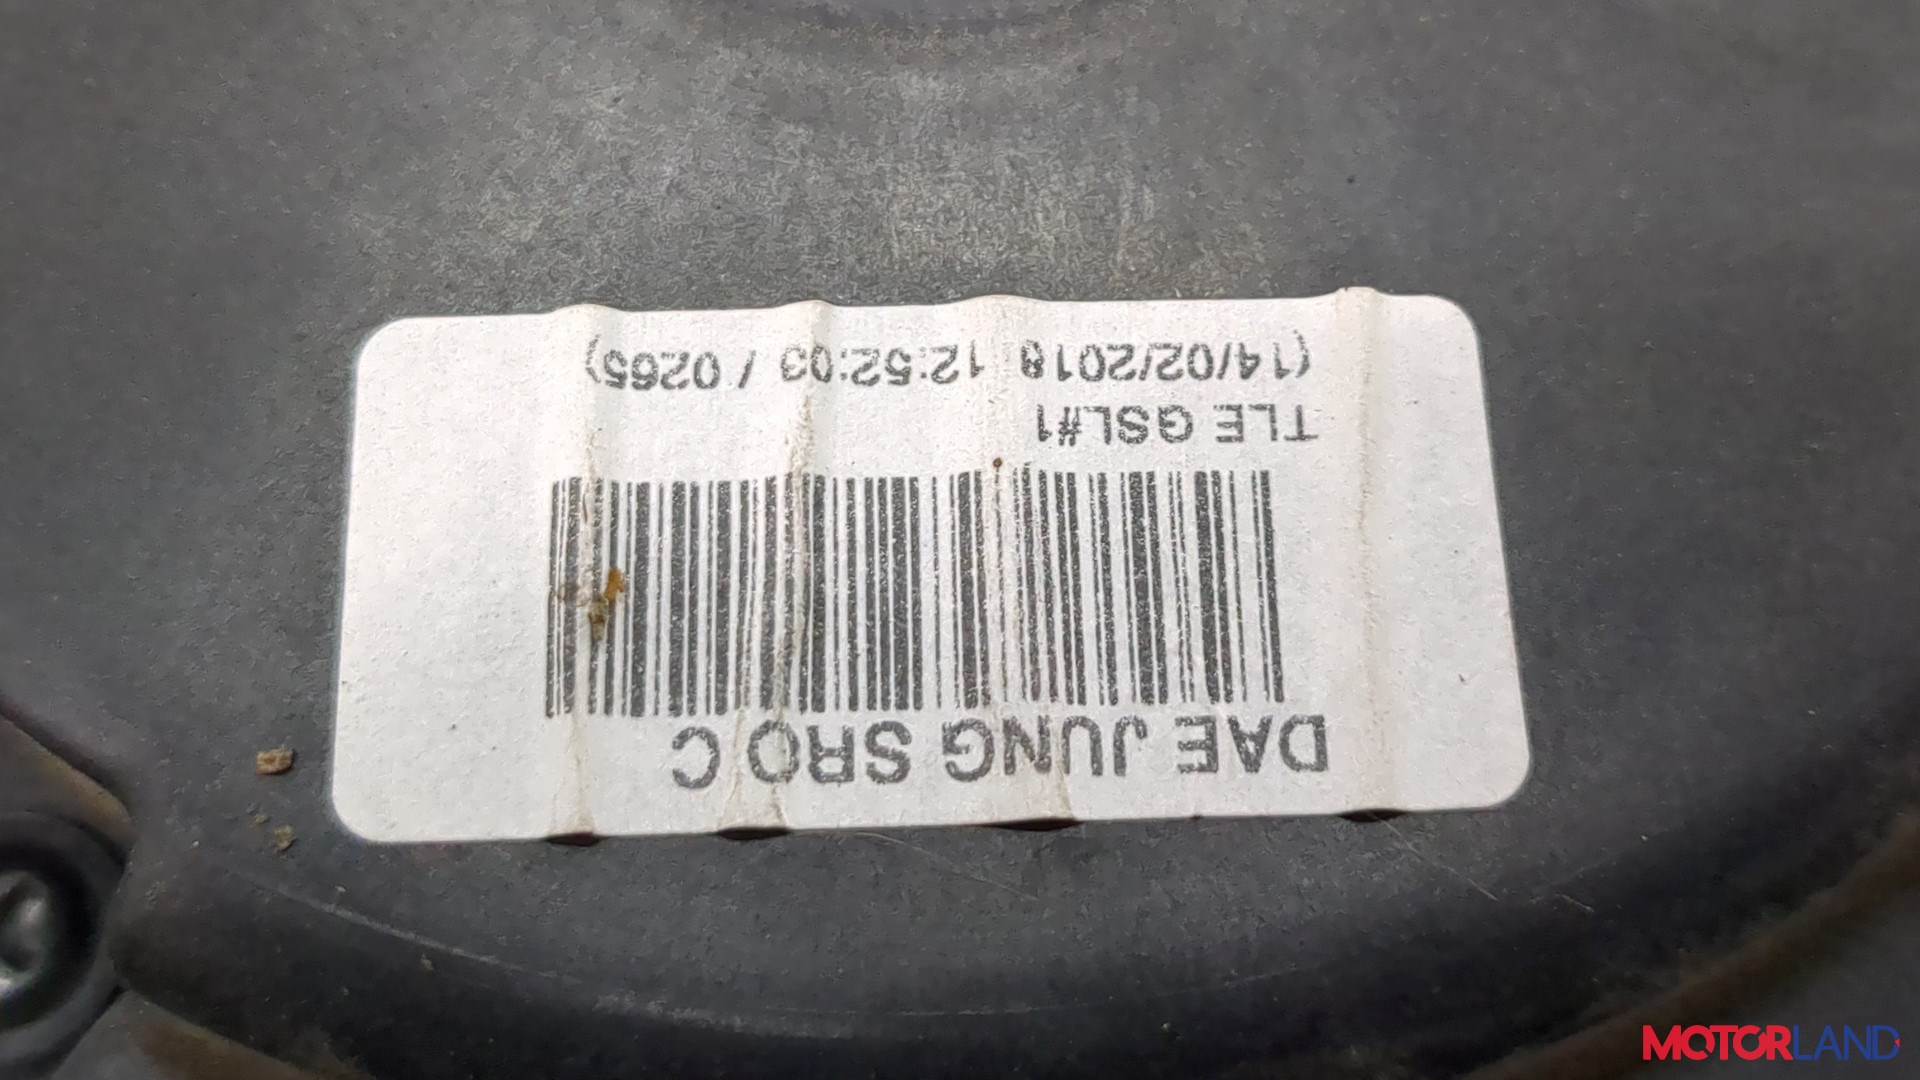 DAE JUNG SRO C
TLE GSL#1
(14/02/2018 12:52:03 / 0265)
MOTORLAND